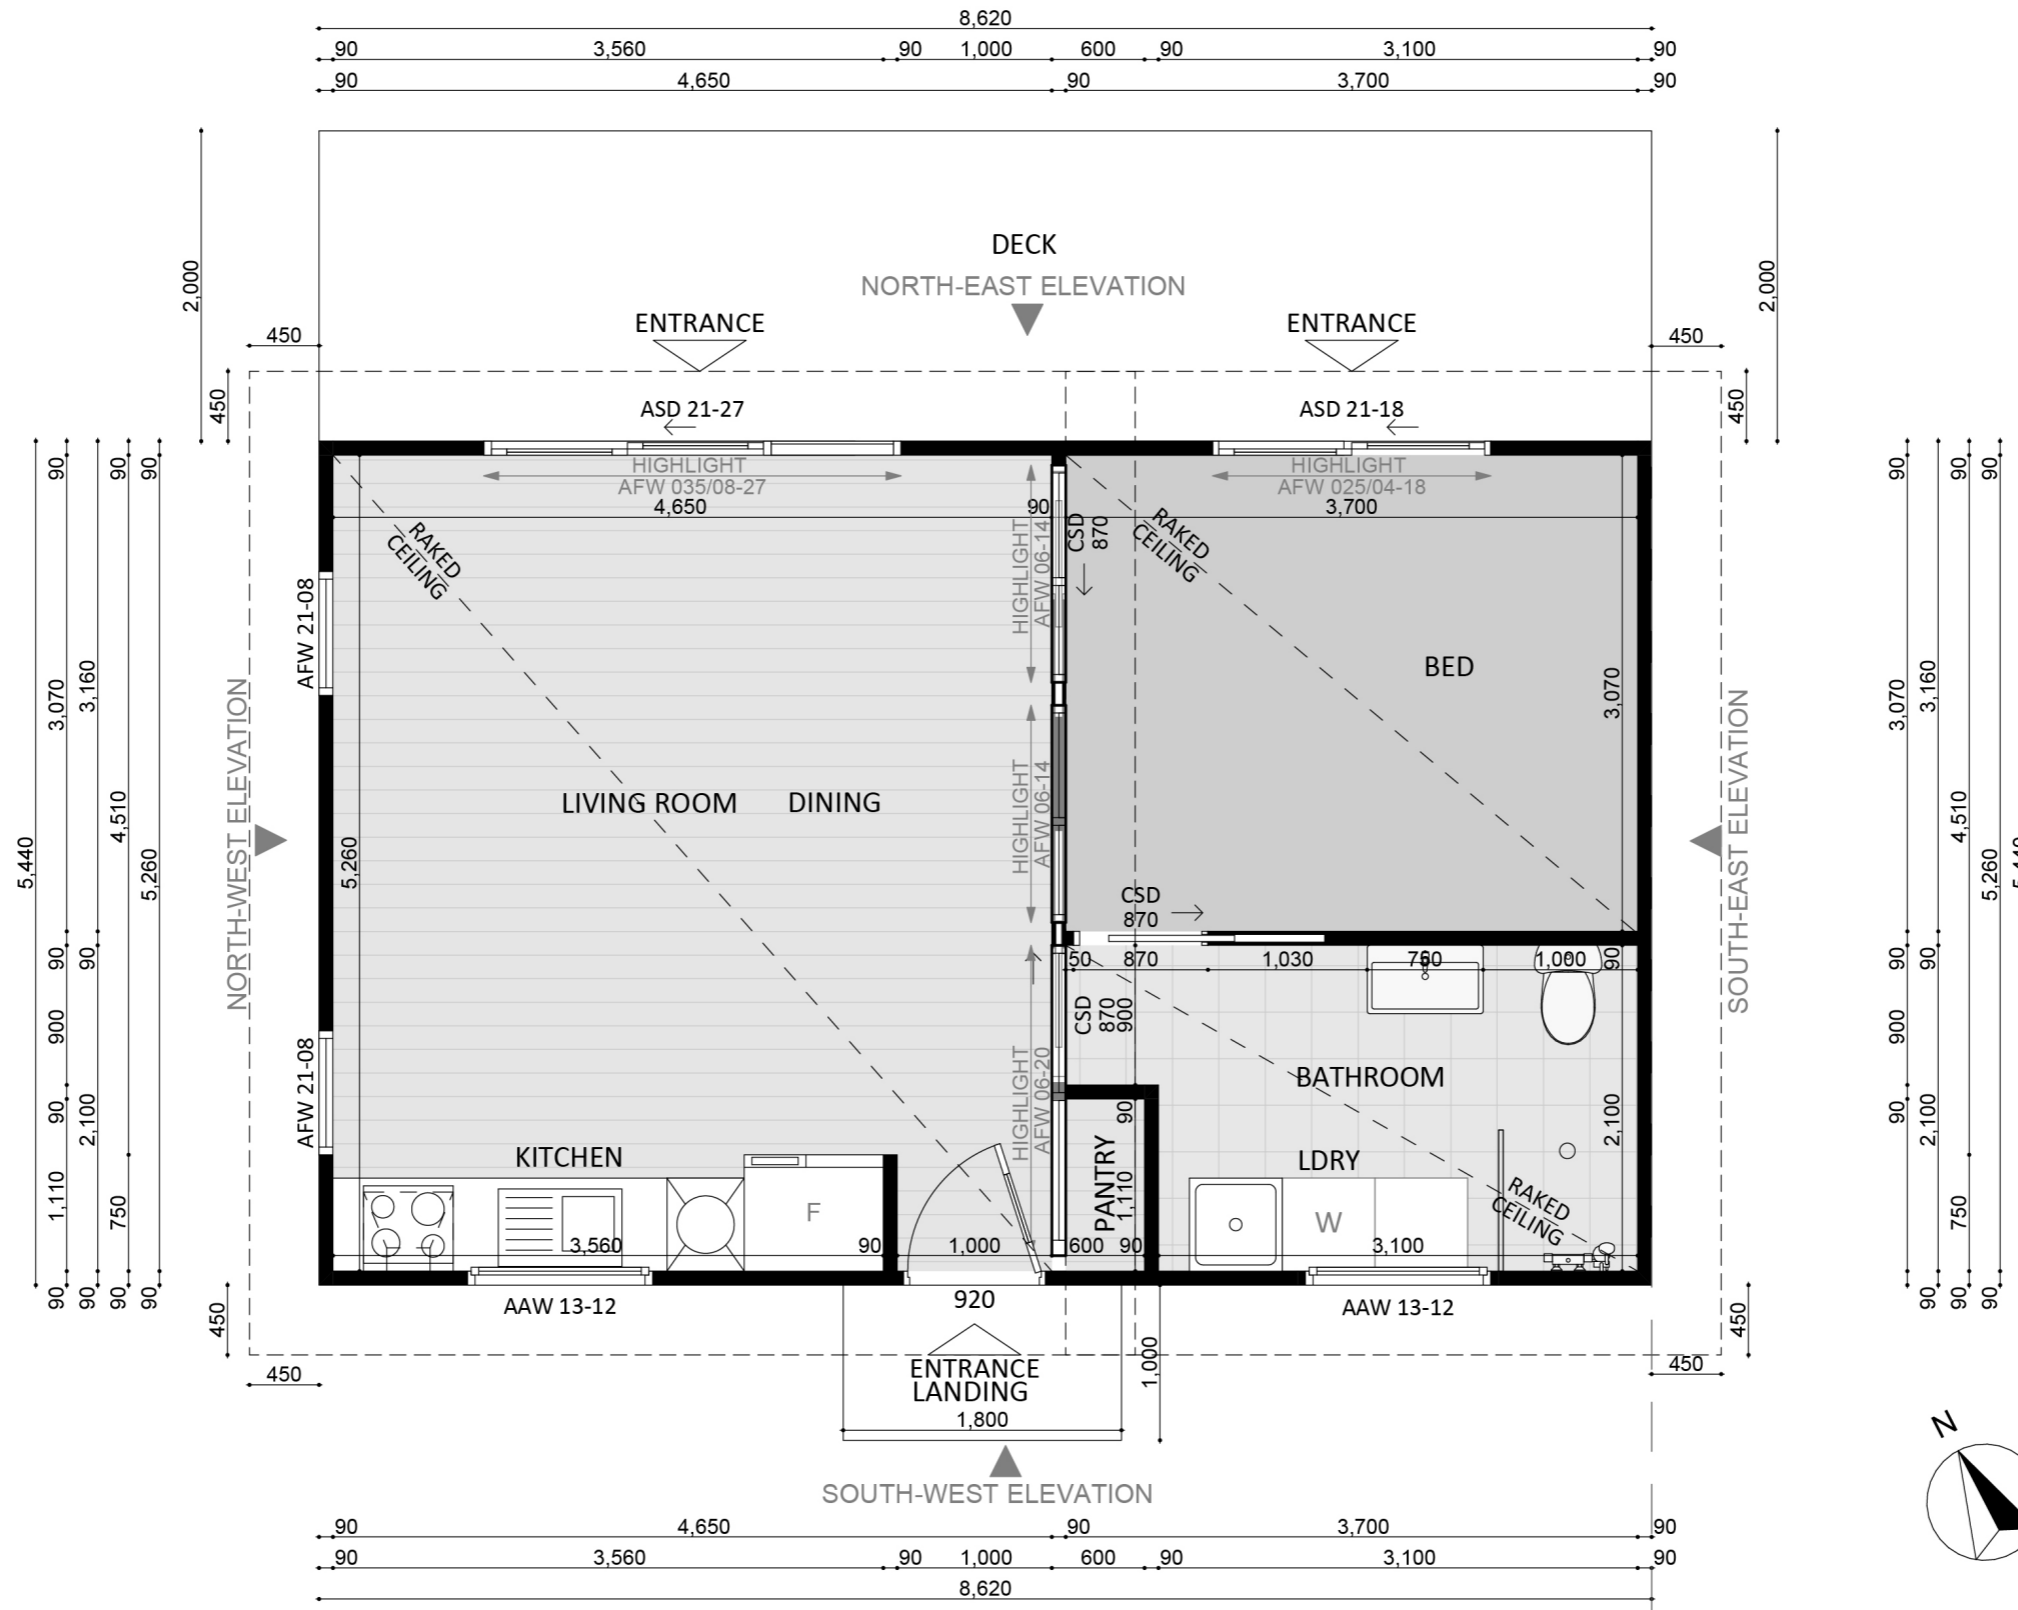 8,620
90 3,560 90 1,000 600 90 3,100 90
90 4,650 90 3,700 90
2,000
2,000
DECK
NORTH-EAST ELEVATION
ENTRANCE
ENTRANCE
450
450
450
450
ASD 21-27
ASD 21-18
HIGHLIGHT
AFW 035/08-27
HIGHLIGHT
AFW 025/04-18
4,650
90
3,700
RAKED
CEILING
RAKED
CEILING
CSD
870
HIGHLIGHT
AFW 06-14
HIGHLIGHT
AFW 06-14
HIGHLIGHT
AFW 06-20
AFW 21-08
AFW 21-08
NORTH-WEST ELEVATION
SOUTH-EAST ELEVATION
BED
3,070
LIVING ROOM
DINING
5,260
CSD
870
50 870 1,030 1,000
90
CSD
870
900
BATHROOM
2,100
KITCHEN
LDRY
PANTRY
90
1,110
RAKED
CEILING
F
W
3,560 90 1,000 600 90 3,100
AAW 13-12
920
AAW 13-12
ENTRANCE
LANDING
1,800
1,000
450
450
450
450
SOUTH-WEST ELEVATION
5,440
90 3,070 90 900 90 1,110 90
3,160 90 2,100 90
90 4,510 750 90
90 5,260 90
90 3,070 90 900 90
3,160 90 2,100 90
90 4,510 750 90
90 5,260 90
N
90 4,650 90 3,700 90
90 3,560 90 1,000 600 90 3,100 90
8,620